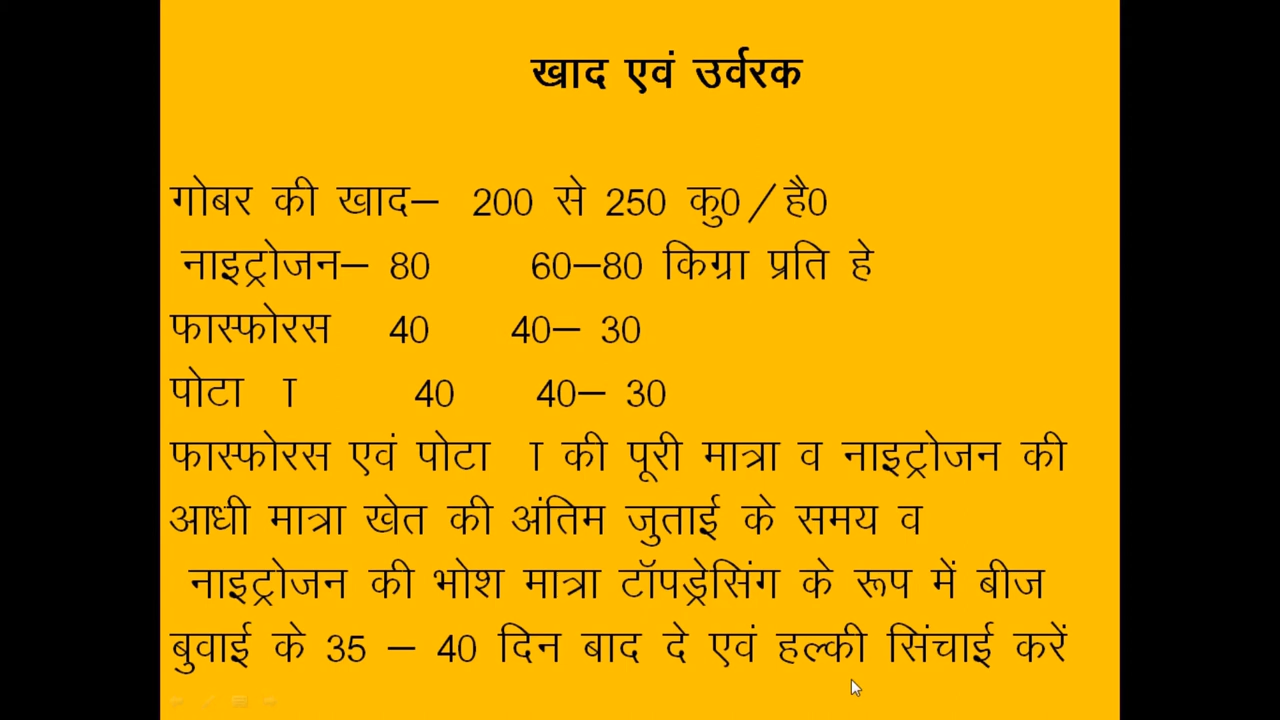 खाद एवं उर्वरक
गोबर की खाद– 200 से 250 कु0 / है0
नाइट्रोजन– 80 60–80 किग्रा प्रति हे
फास्फोरस 40 40– 30
पोटा ा 40 40– 30
फास्फोरस एवं पोटा ा की पूरी मात्रा व नाइट्रोजन की
आधी मात्रा खेत की अंतिम जुताई के समय व
नाइट्रोजन की भोश मात्रा टॉपड्रेसिंग के रूप में बीज
बुवाई के 35 – 40 दिन बाद दे एवं हल्की सिंचाई करें